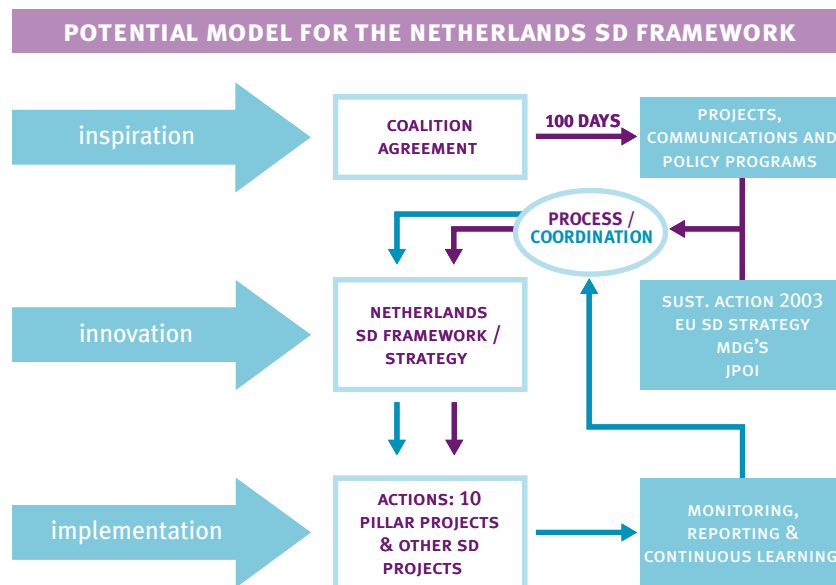 POTENTIAL MODEL FOR THE NETHERLANDS SD FRAMEWORK
inspiration
COALITION
AGREEMENT
100 DAYS
PROJECTS,
COMMUNICATIONS AND
POLICY PROGRAMS
PROCESS /
COORDINATION
innovation
NETHERLANDS
SD FRAMEWORK /
STRATEGY
SUST. ACTION 2003
EU SD STRATEGY
MDG'S
JPOI
implementation
ACTIONS: 10
PILLAR PROJECTS
& OTHER SD
PROJECTS
MONITORING,
REPORTING &
CONTINUOUS LEARNING